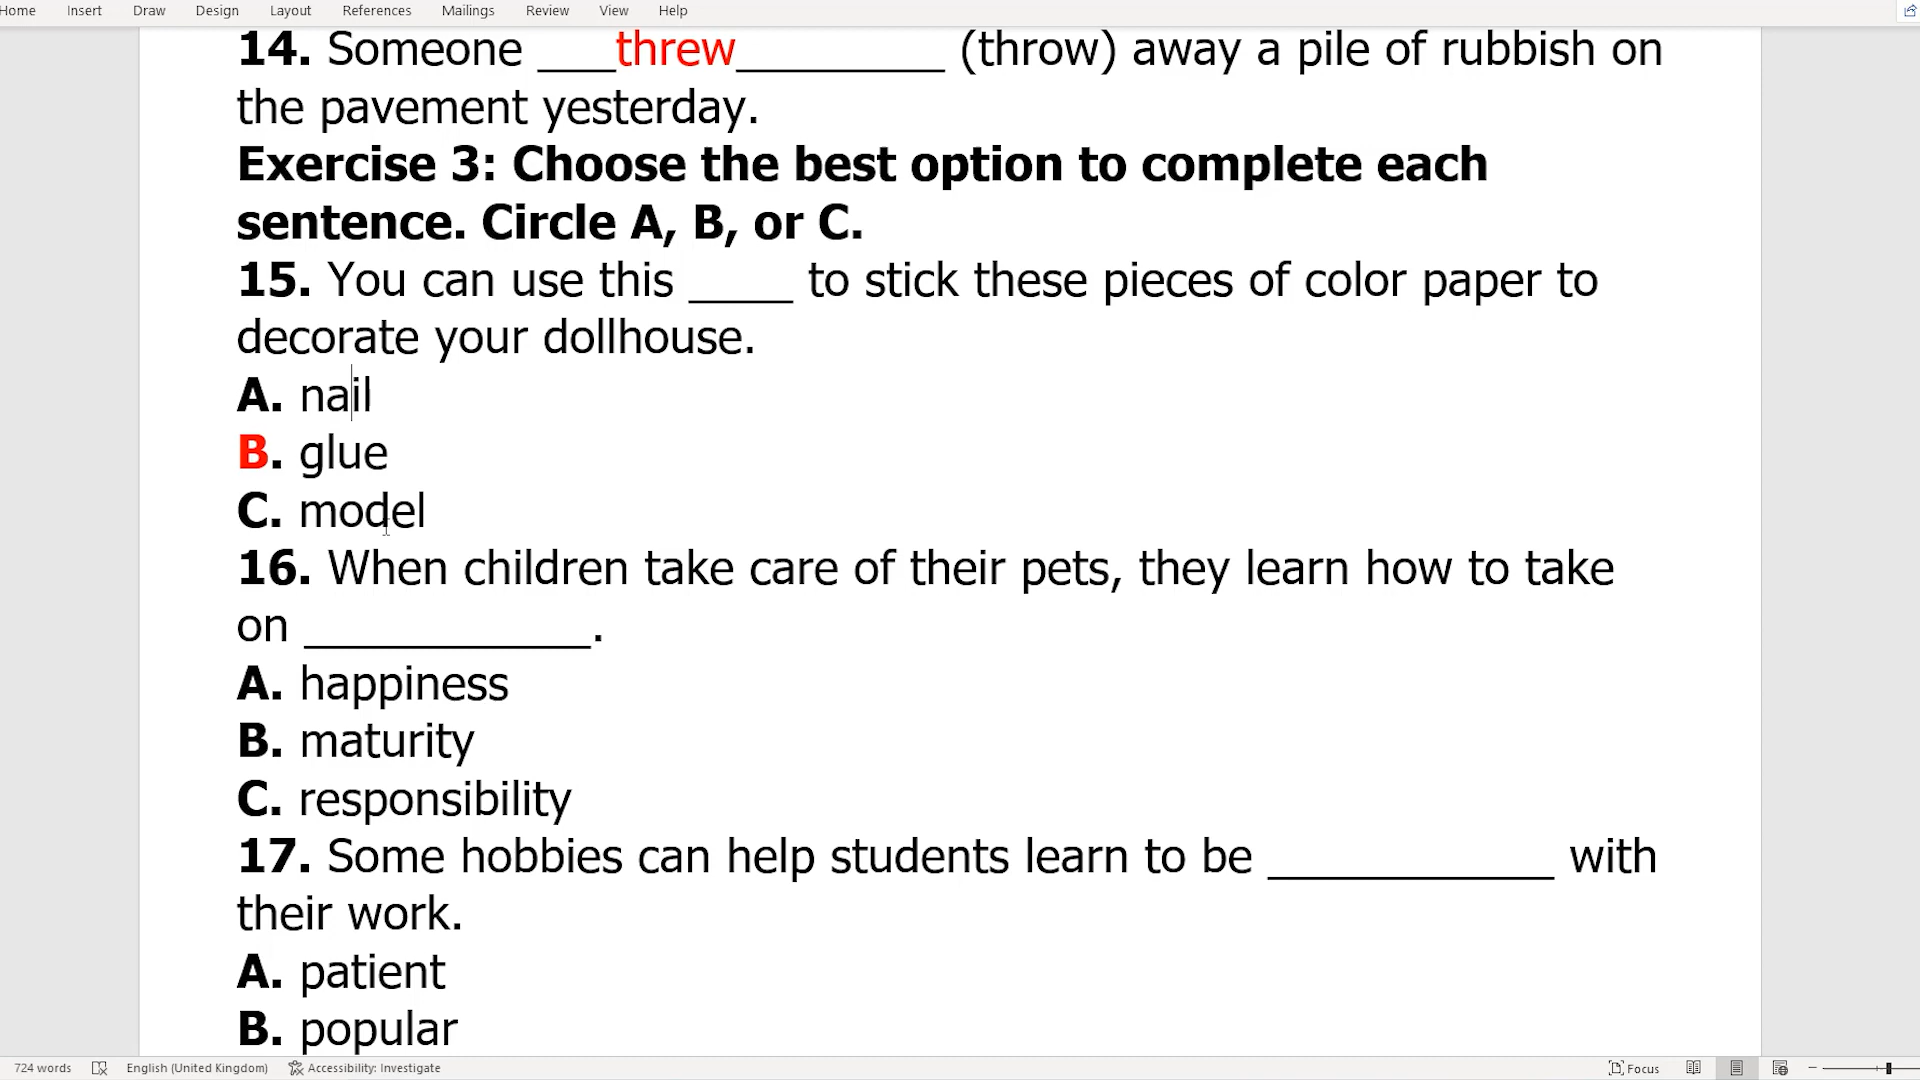 Home Insert Draw Design Layout References Mailings Review View Help
14. Someone ___threw________ (throw) away a pile of rubbish on
the pavement yesterday.
Exercise 3: Choose the best option to complete each
sentence. Circle A, B, or C.
15. You can use this ____ to stick these pieces of color paper to
decorate your dollhouse.
A. nail
B. glue
C. model
16. When children take care of their pets, they learn how to take
on ___________.
A. happiness
B. maturity
C. responsibility
17. Some hobbies can help students learn to be ___________ with
their work.
A. patient
B. popular
724 words English (United Kingdom) Accessibility: Investigate Focus